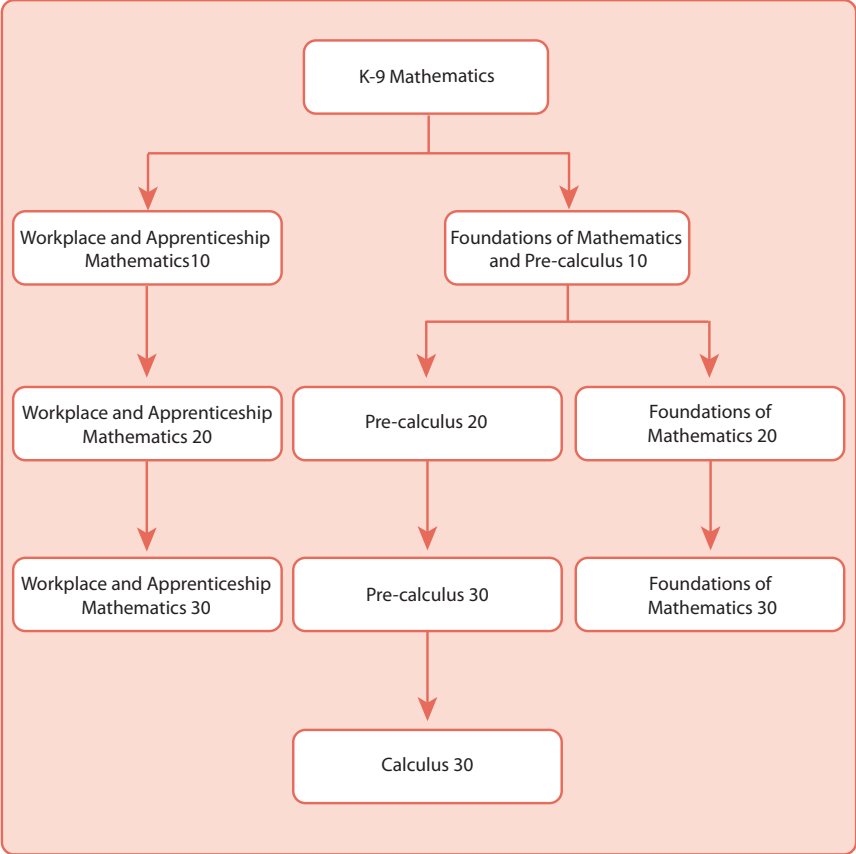 K-9 Mathematics
Workplace and Apprenticeship
Mathematics10
Foundations of Mathematics
and Pre-calculus 10
Workplace and Apprenticeship
Mathematics 20
Pre-calculus 20
Foundations of
Mathematics 20
Workplace and Apprenticeship
Mathematics 30
Pre-calculus 30
Foundations of
Mathematics 30
Calculus 30